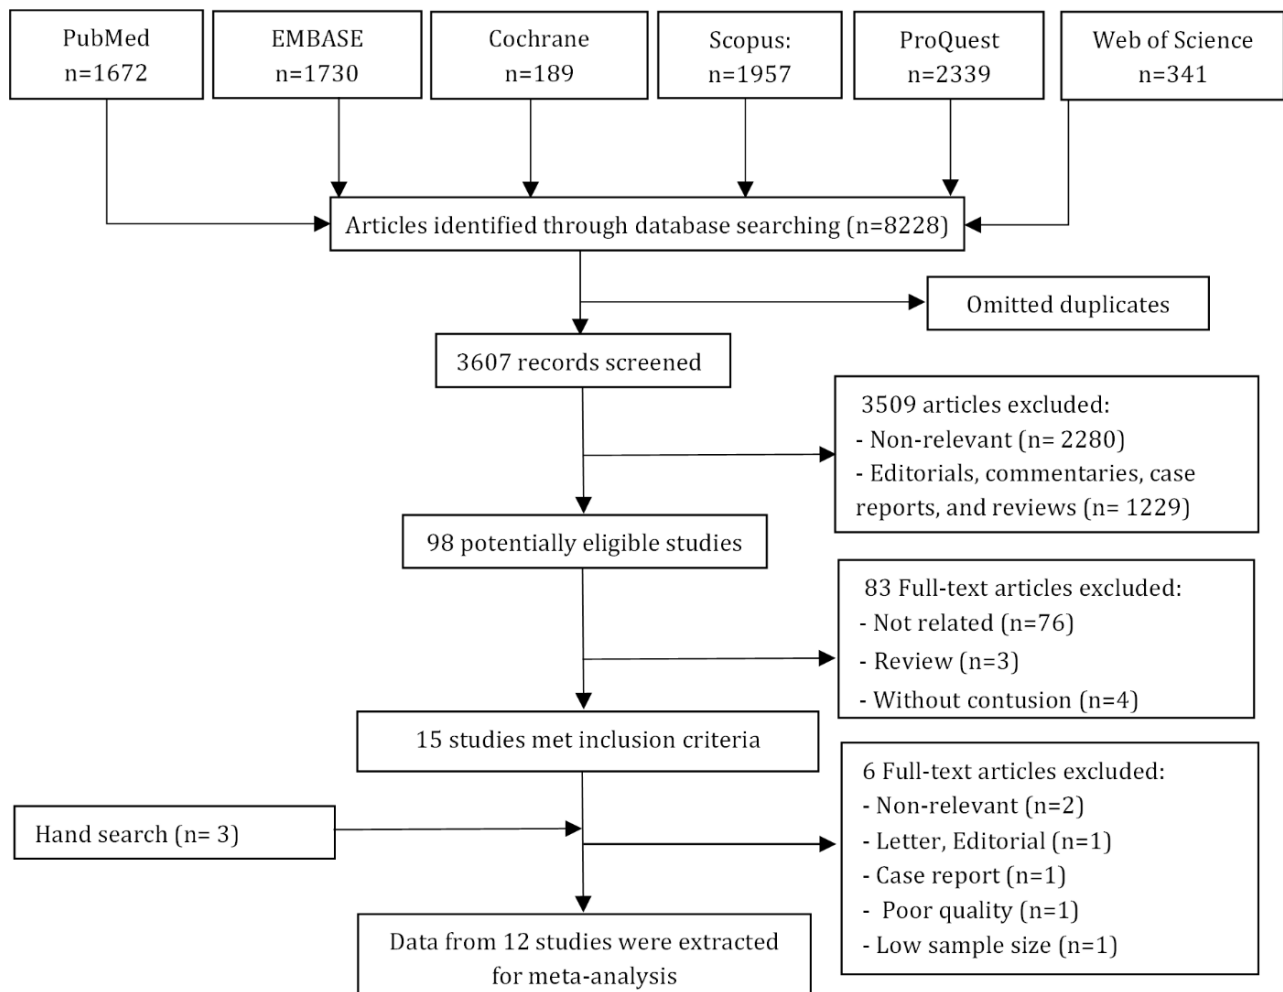 PubMed
n=1672
EMBASE
n=1730
Cochrane
n=189
Scopus:
n=1957
ProQuest
n=2339
Web of Science
n=341
Articles identified through database searching (n=8228)
Omitted duplicates
3607 records screened
3509 articles excluded:
- Non-relevant (n= 2280)
- Editorials, commentaries, case
reports, and reviews (n= 1229)
98 potentially eligible studies
83 Full-text articles excluded:
- Not related (n=76)
- Review (n=3)
- Without contusion (n=4)
15 studies met inclusion criteria
6 Full-text articles excluded:
- Non-relevant (n=2)
- Letter, Editorial (n=1)
- Case report (n=1)
- Poor quality (n=1)
- Low sample size (n=1)
Hand search (n= 3)
Data from 12 studies were extracted
for meta-analysis